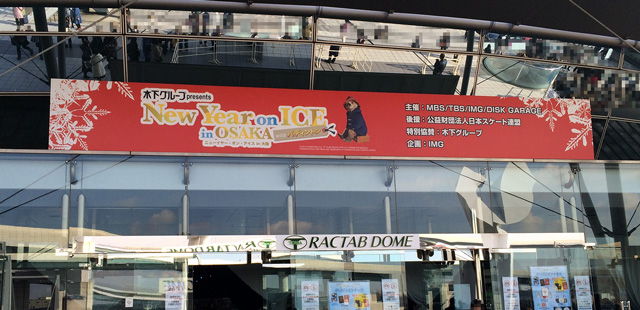 木下グループpresents
New Year on ICE
in OSAKA
ニューイヤー・オン・アイス in 大阪
主催：MBS/TBS/IMG/DISK GARAGE
後援：公益財団法人日本スケート連盟
特別協賛：木下グループ
企画：IMG
RACTAB DOME